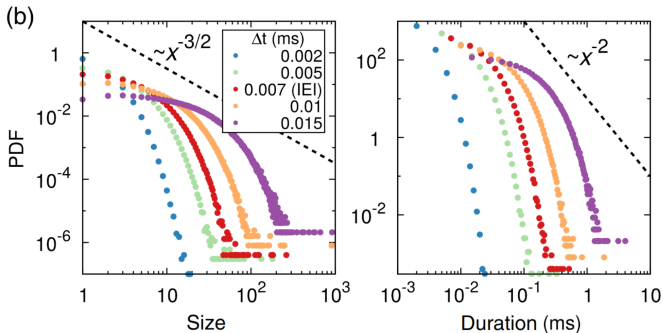 (b)
~x^-3/2
Δt (ms)
0.002
0.005
0.007 (IEI)
0.01
0.015
PDF
1
10^-2
10^-4
10^-6
1
10
10^2
10^3
Size
~x^-2
10^2
1
10^-2
10^-3
10^-2
10^-1
1
10
Duration (ms)